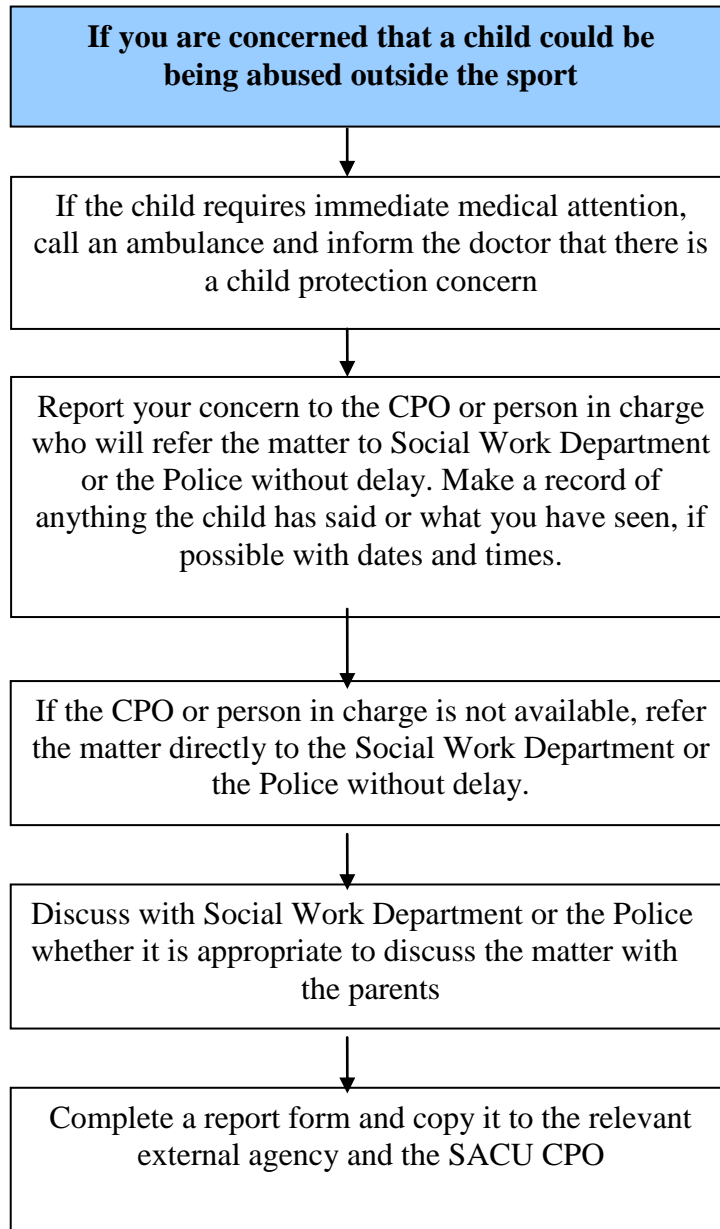 If you are concerned that a child could be
being abused outside the sport
If the child requires immediate medical attention,
call an ambulance and inform the doctor that there is
a child protection concern
Report your concern to the CPO or person in charge
who will refer the matter to Social Work Department
or the Police without delay. Make a record of
anything the child has said or what you have seen, if
possible with dates and times.
If the CPO or person in charge is not available, refer
the matter directly to the Social Work Department or
the Police without delay.
Discuss with Social Work Department or the Police
whether it is appropriate to discuss the matter with
the parents
Complete a report form and copy it to the relevant
external agency and the SACU CPO